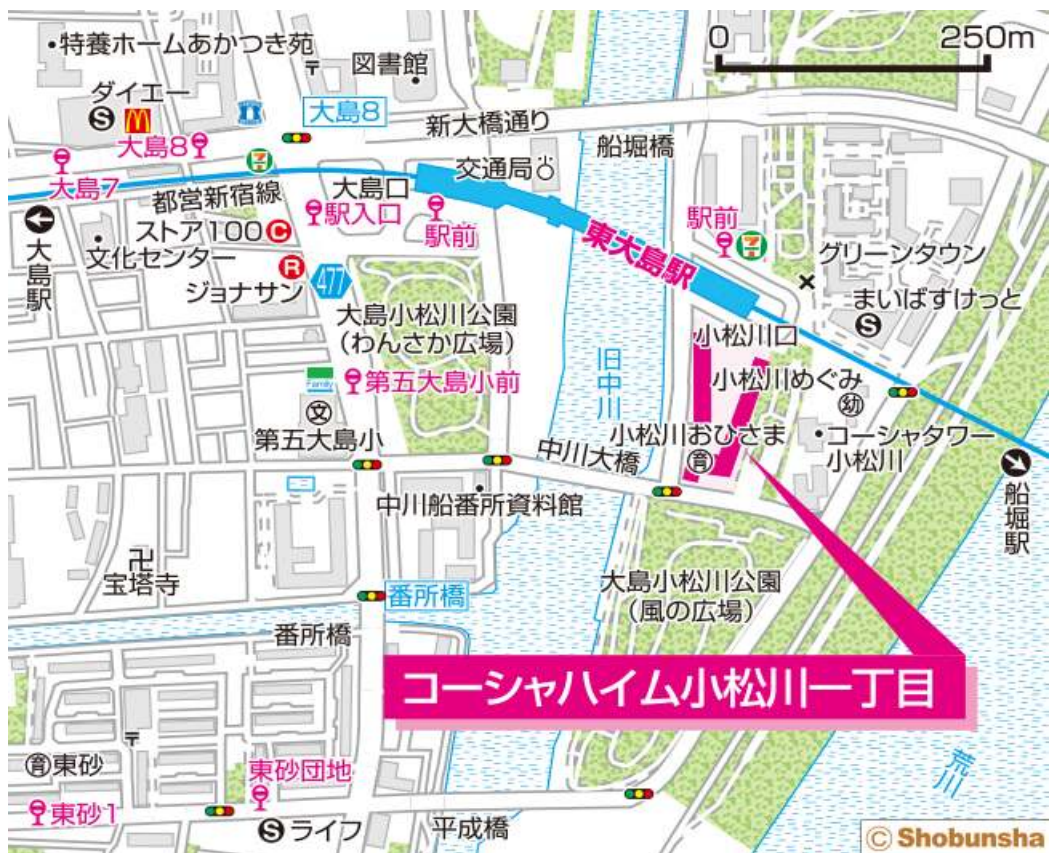 0 250m
・特養ホームあかつき苑
〒
図書館
ダイエー
S
大島8
新大橋通り
大島8
船堀橋
交通局
大島7
都営新宿線
大島口
駅入口
駅前
東大島駅
駅前
大島駅
ストア100
C
文化センター
R
ジョナサン
477
グリーンタウン
まいばすけっと
S
大島小松川公園
(わんさか広場)
小松川口
旧中川
Family
第五大島小前
文
第五大島小
小松川めぐみ
幼
小松川おひさま
育
・コーシャタワー
小松川
中川大橋
中川船番所資料館
船堀駅
卍
宝塔寺
大島小松川公園
(風の広場)
番所橋
番所橋
コーシャハイム小松川一丁目
〒
育東砂
東砂団地
東砂1
Sライフ
平成橋
荒川
© Shobunsha